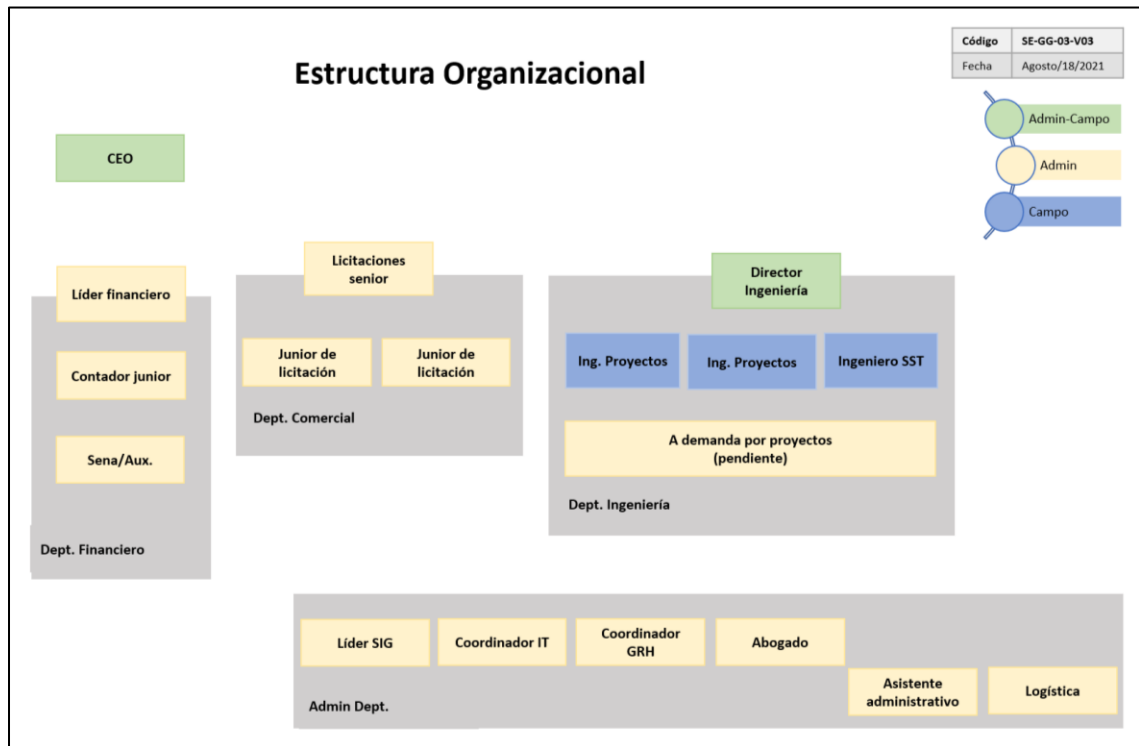 Estructura Organizacional
Código SE-GG-03-V03
Fecha Agosto/18/2021
Admin-Campo
Admin
Campo
CEO
Líder financiero
Contador junior
Sena/Aux.
Dept. Financiero
Licitaciones
senior
Junior de
licitación
Junior de
licitación
Dept. Comercial
Director
Ingeniería
Ing. Proyectos
Ing. Proyectos
Ingeniero SST
A demanda por proyectos
(pendiente)
Dept. Ingeniería
Líder SIG
Coordinador IT
Coordinador
GRH
Abogado
Asistente
administrativo
Logística
Admin Dept.